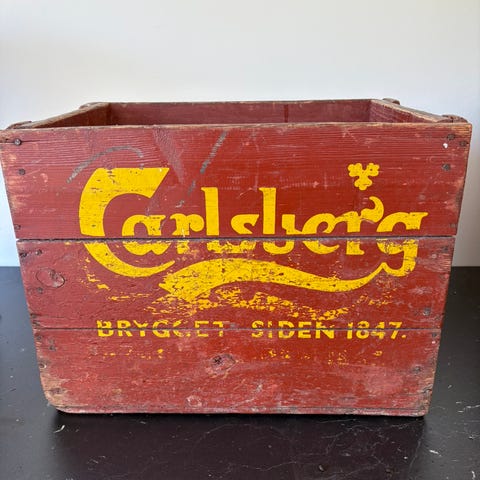 Carlsberg
BRYGGET SIDEN 1847.